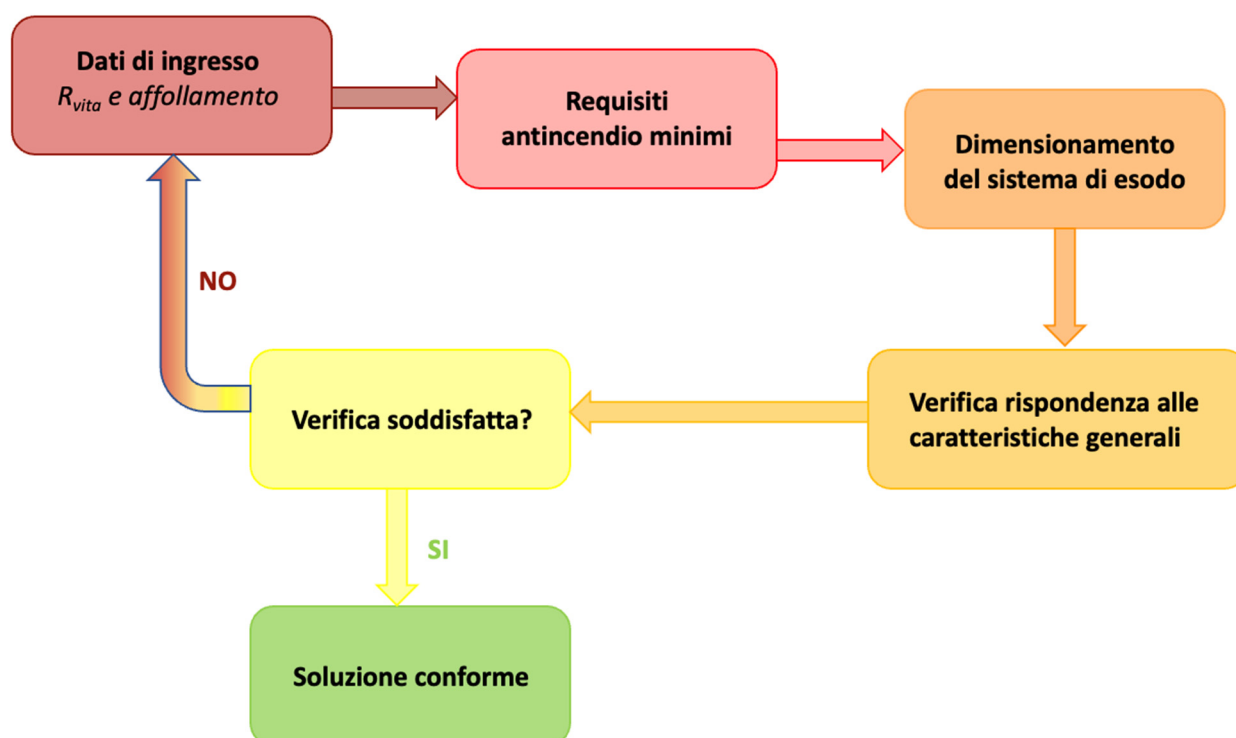 Dati di ingresso
R_vita e affollamento
Requisiti
antincendio minimi
Dimensionamento
del sistema di esodo
Verifica rispondenza alle
caratteristiche generali
Verifica soddisfatta?
NO
SI
Soluzione conforme